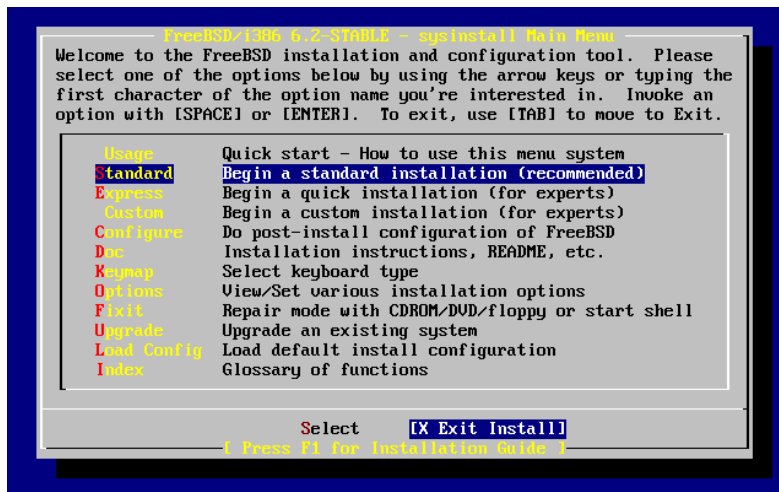 FreeBSD/i386 6.2-STABLE - sysinstall Main Menu
Welcome to the FreeBSD installation and configuration tool.  Please
select one of the options below by using the arrow keys or typing the
first character of the option name you're interested in.  Invoke an
option with [SPACE] or [ENTER].  To exit, use [TAB] to move to Exit.
Usage Quick start - How to use this menu system
Standard Begin a standard installation (recommended)
Express Begin a quick installation (for experts)
Custom Begin a custom installation (for experts)
Configure Do post-install configuration of FreeBSD
Doc Installation instructions, README, etc.
Keymap Select keyboard type
Options View/Set various installation options
Fixit Repair mode with CDROM/DVD/floppy or start shell
Upgrade Upgrade an existing system
Load Config Load default install configuration
Index Glossary of functions
Select [X Exit Install]
[ Press F1 for Installation Guide ]